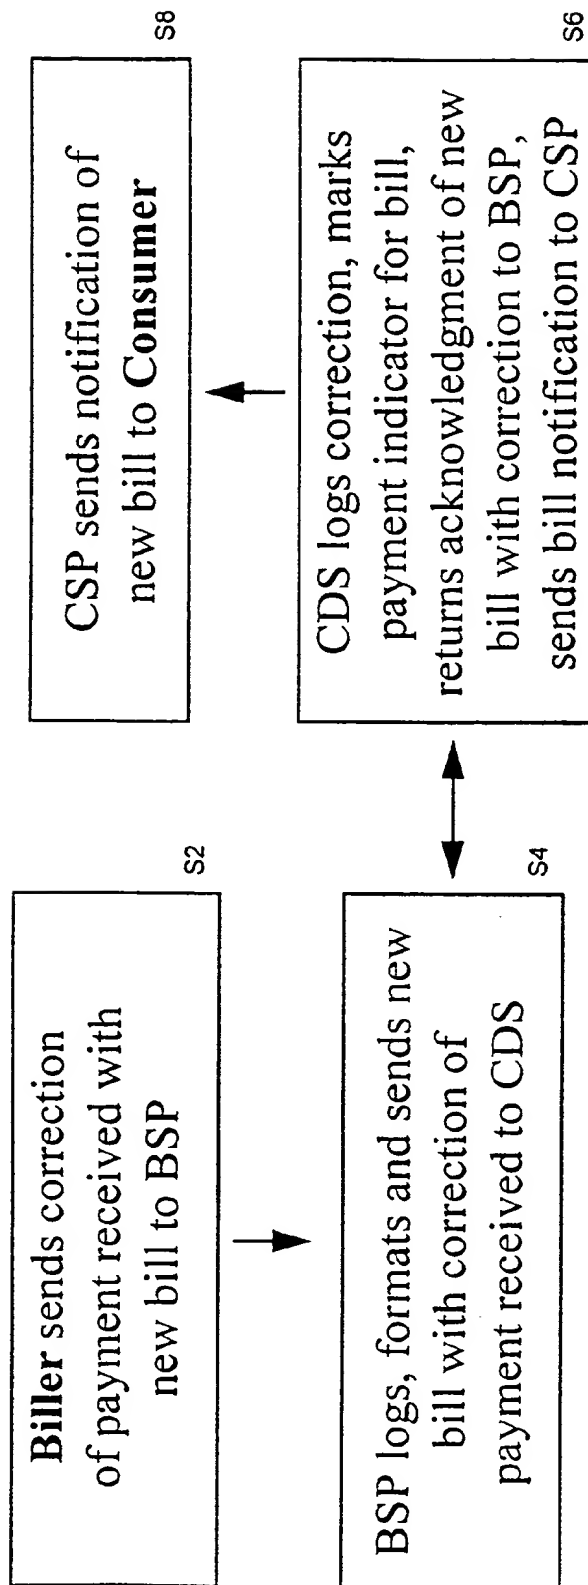 Biller sends correction
of payment received with
new bill to BSP
S2
BSP logs, formats and sends new
bill with correction of
payment received to CDS
S4
CDS logs correction, marks
payment indicator for bill,
returns acknowledgment of new
bill with correction to BSP,
sends bill notification to CSP
S6
CSP sends notification of
new bill to Consumer
S8